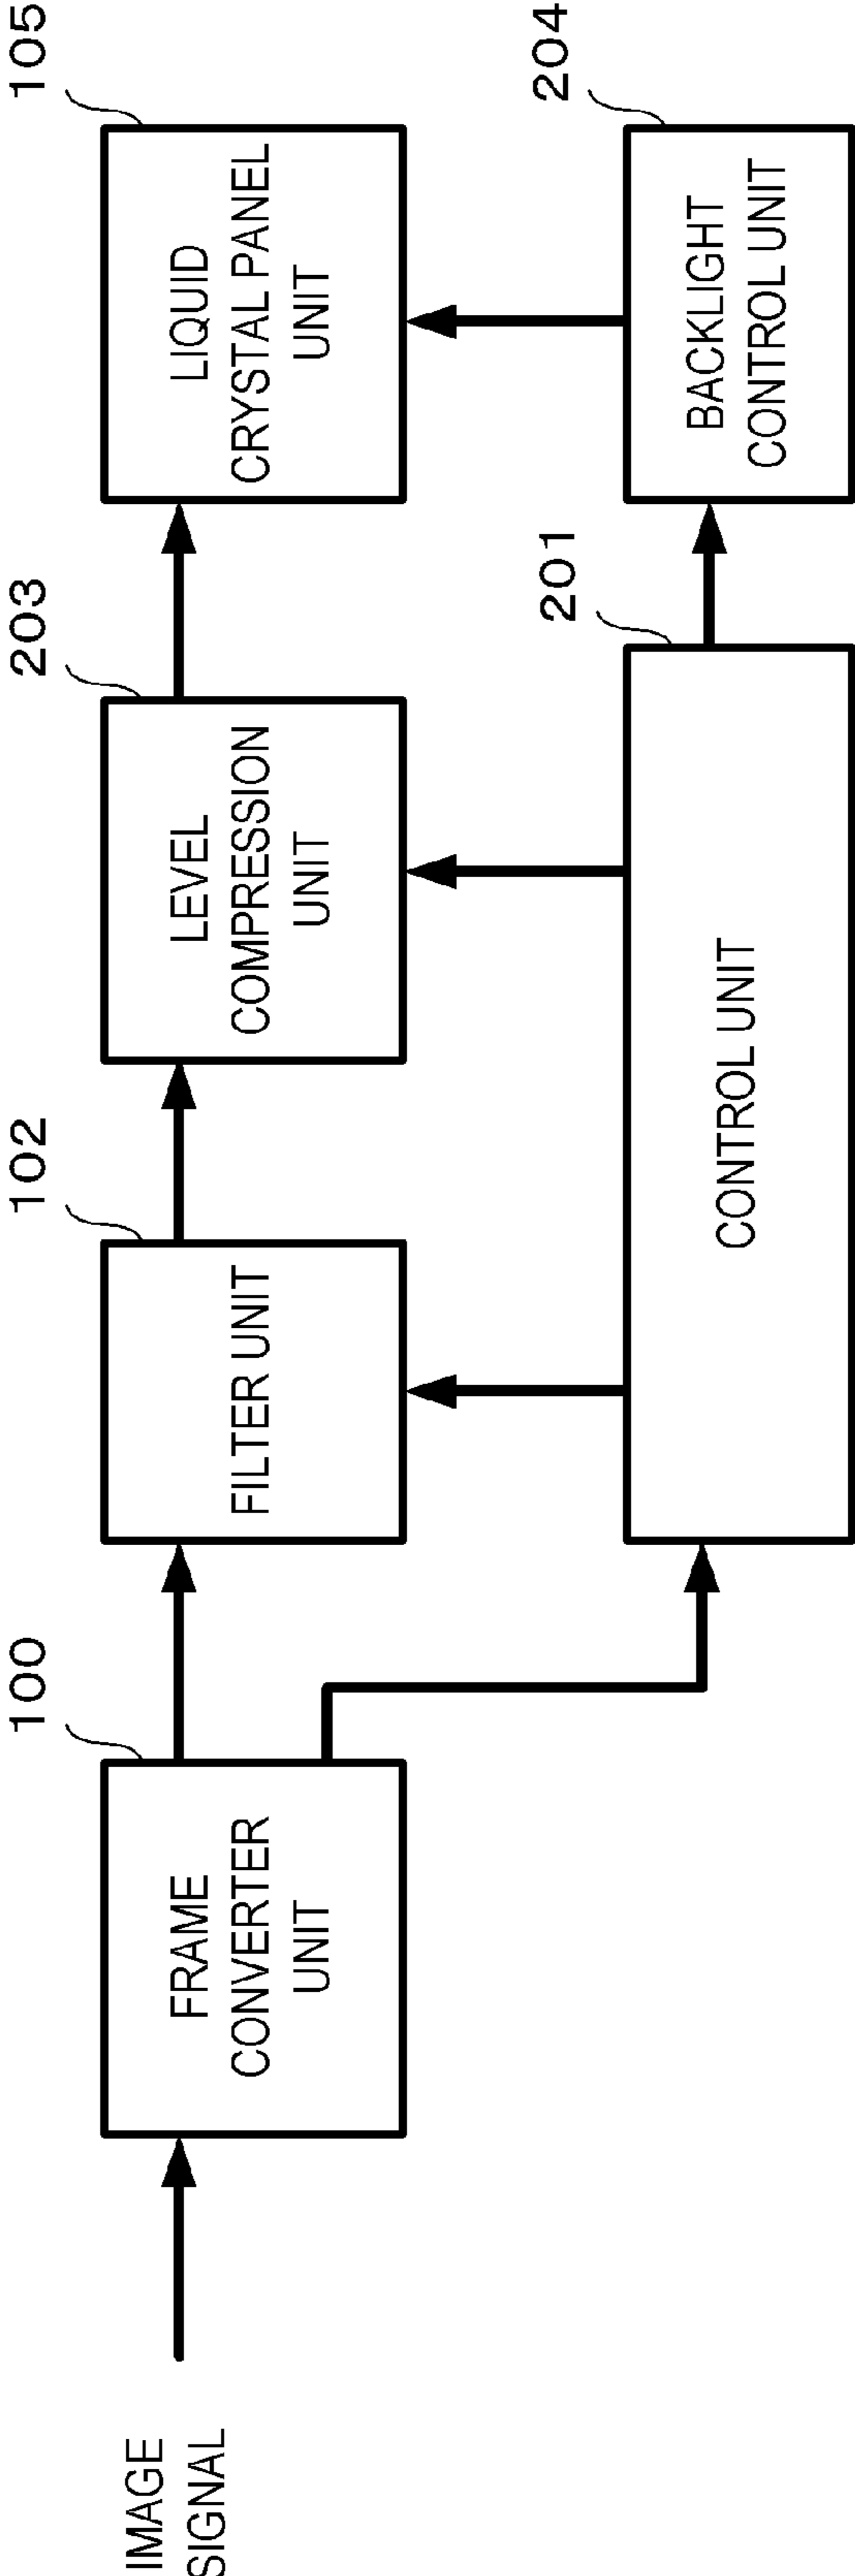 IMAGE
SIGNAL
100
FRAME
CONVERTER
UNIT
102
FILTER UNIT
203
LEVEL
COMPRESSION
UNIT
105
LIQUID
CRYSTAL PANEL
UNIT
201
CONTROL UNIT
204
BACKLIGHT
CONTROL UNIT